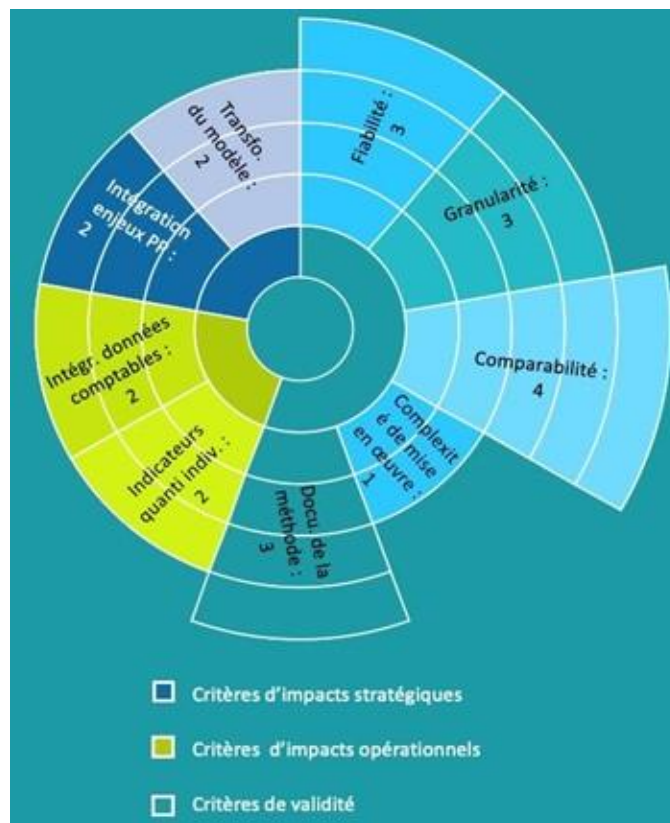 Transfo.
du modèle :
2
Fiabilité :
3
Granularité :
3
Comparabilité :
4
Complexit
é de mise
en œuvre :
1
Docu. de la
méthode :
3
Indicateurs
quanti indiv. :
2
Intégr. données
comptables :
2
Intégration
enjeux PP :
2
Critères d'impacts stratégiques
Critères  d'impacts opérationnels
Critères de validité